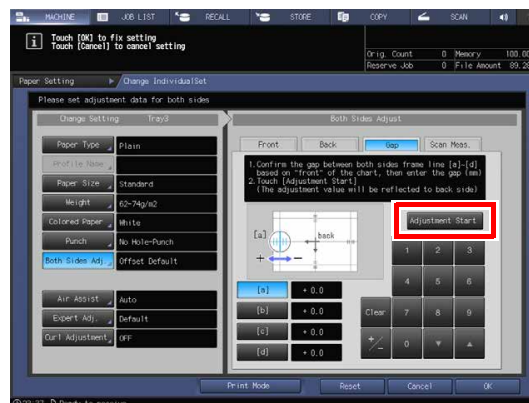 MACHINE JOB LIST RECALL STORE COPY SCAN
Touch [OK] to fix setting
Touch [Cancel] to cancel setting
Orig. Count 0 Memory 100.00
Reserve Job 0 File Amount 89.28
Paper Setting Change IndividualSet
Please set adjustment data for both sides
Change Setting Tray3
Both Sides Adjust
Paper Type Plain
Profile Name
Paper Size Standard
Weight 62-74g/m2
Colored Paper White
Punch No Hole-Punch
Both Sides Adj. Offset Default
Air Assist Auto
Expert Adj. Default
Curl Adjustment OFF
Front Back Gap Scan Meas.
1.Confirm the gap between both sides frame line [a]-[d]
based on "front" of the chart, then enter the gap (mm)
2.Touch [Adjustment Start]
(The adjustment value will be reflected to back side)
[a] back
+ -
Adjustment Start
[a] + 0.0
[b] + 0.0
[c] + 0.0
[d] + 0.0
1 2 3
4 5 6
Clear 7 8 9
+/- 0 ▼ ▲
Print Mode Reset Cancel OK